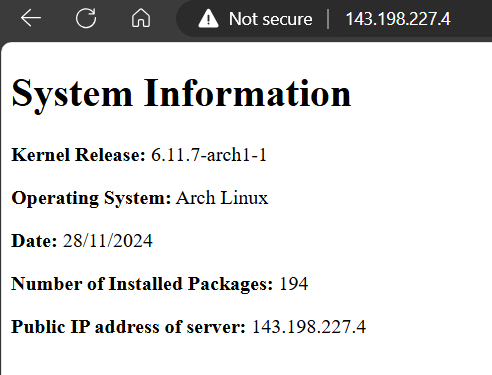 Not secure | 143.198.227.4
System Information
Kernel Release: 6.11.7-arch1-1
Operating System: Arch Linux
Date: 28/11/2024
Number of Installed Packages: 194
Public IP address of server: 143.198.227.4